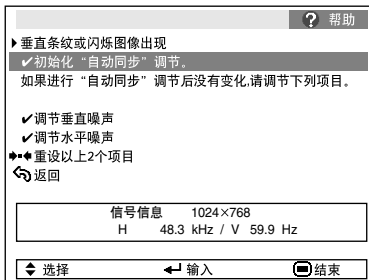 ? 帮助
垂直条纹或闪烁图像出现
✔初始化“自动同步”调节。
如果进行“自动同步”调节后没有变化,请调节下列项目。
✔调节垂直噪声
✔调节水平噪声
重设以上2个项目
返回
信号信息 1024×768
H 48.3 kHz / V 59.9 Hz
选择 输入 结束